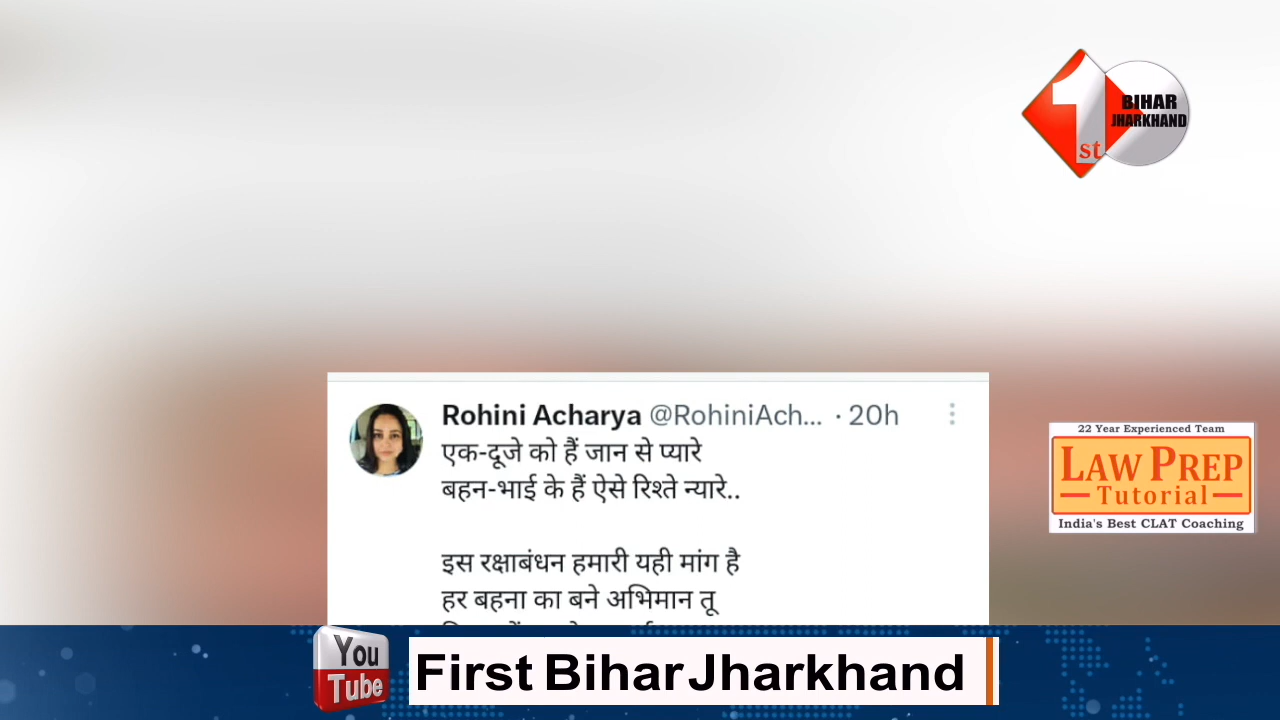 1st
BIHAR
JHARKHAND
Rohini Acharya @RohiniAch... · 20h
एक-दूजे को हैं जान से प्यारे
बहन-भाई के हैं ऐसे रिश्ते न्यारे..
इस रक्षाबंधन हमारी यही मांग है
हर बहना का बने अभिमान तू
22 Year Experienced Team
LAW PREP
Tutorial
India's Best CLAT Coaching
You
Tube
First Bihar Jharkhand